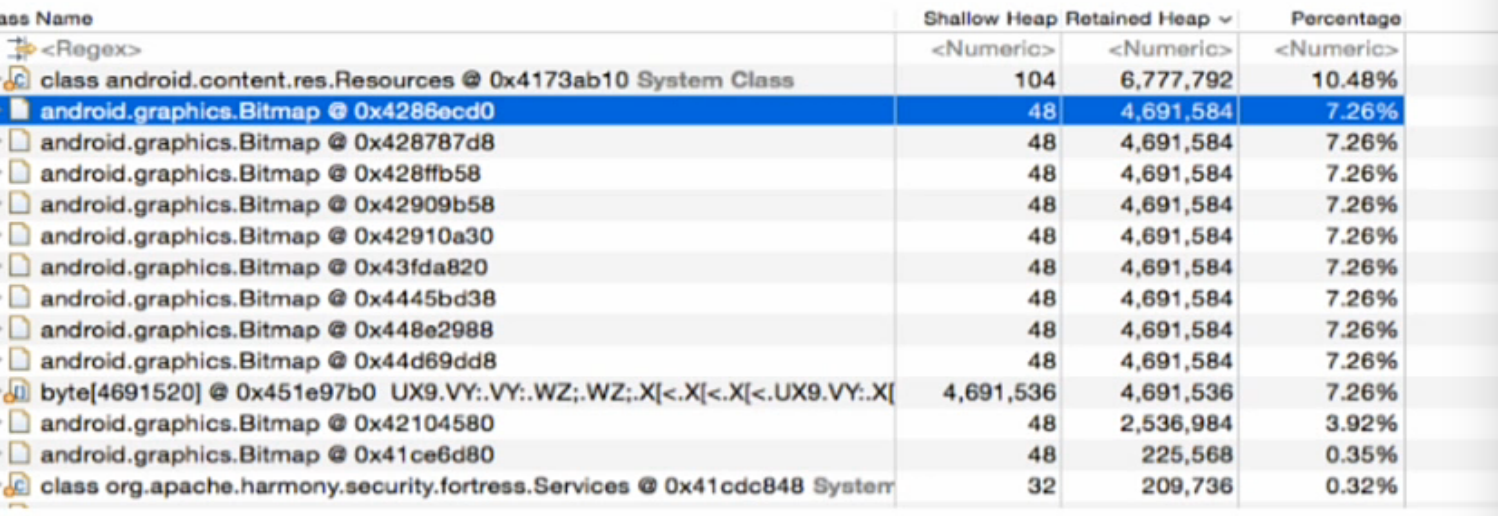 ass Name Shallow Heap Retained Heap Percentage
<Regex> <Numeric> <Numeric> <Numeric>
class android.content.res.Resources @ 0x4173ab10 System Class 104 6,777,792 10.48%
android.graphics.Bitmap @ 0x4286ecd0 48 4,691,584 7.26%
android.graphics.Bitmap @ 0x428787d8 48 4,691,584 7.26%
android.graphics.Bitmap @ 0x428ffb58 48 4,691,584 7.26%
android.graphics.Bitmap @ 0x42909b58 48 4,691,584 7.26%
android.graphics.Bitmap @ 0x42910a30 48 4,691,584 7.26%
android.graphics.Bitmap @ 0x43fda820 48 4,691,584 7.26%
android.graphics.Bitmap @ 0x4445bd38 48 4,691,584 7.26%
android.graphics.Bitmap @ 0x448e2988 48 4,691,584 7.26%
android.graphics.Bitmap @ 0x44d69dd8 48 4,691,584 7.26%
byte[4691520] @ 0x451e97b0 UX9.VY:.VY:.WZ;.WZ;.X[<.X[<.X[<.UX9.VY:.X[ 4,691,536 4,691,536 7.26%
android.graphics.Bitmap @ 0x42104580 48 2,536,984 3.92%
android.graphics.Bitmap @ 0x41ce6d80 48 225,568 0.35%
class org.apache.harmony.security.fortress.Services @ 0x41cdc848 System 32 209,736 0.32%